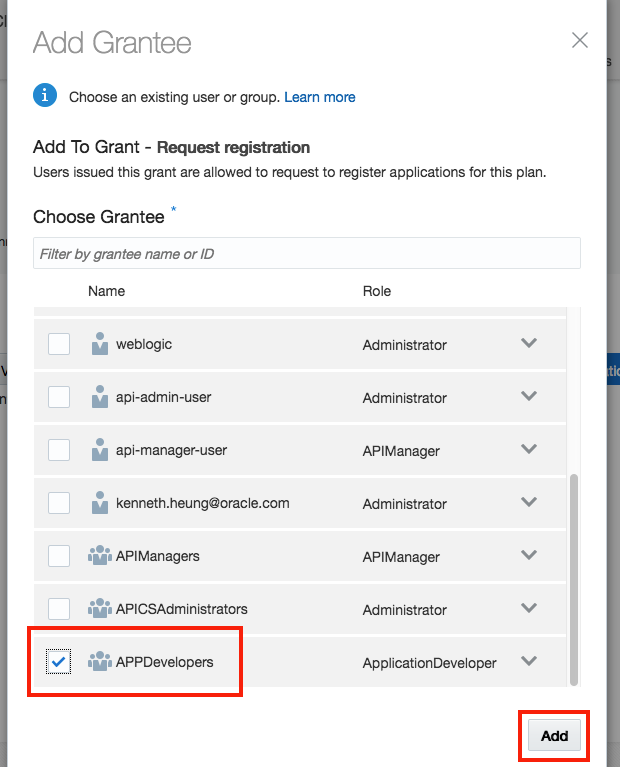 Add Grantee
Choose an existing user or group. Learn more
Add To Grant - Request registration
Users issued this grant are allowed to request to register applications for this plan.
Choose Grantee *
Filter by grantee name or ID
Name Role
weblogic Administrator
api-admin-user Administrator
api-manager-user APIManager
kenneth.heung@oracle.com Administrator
APIManagers APIManager
APICSAdministrators Administrator
APPDevelopers ApplicationDeveloper
Add